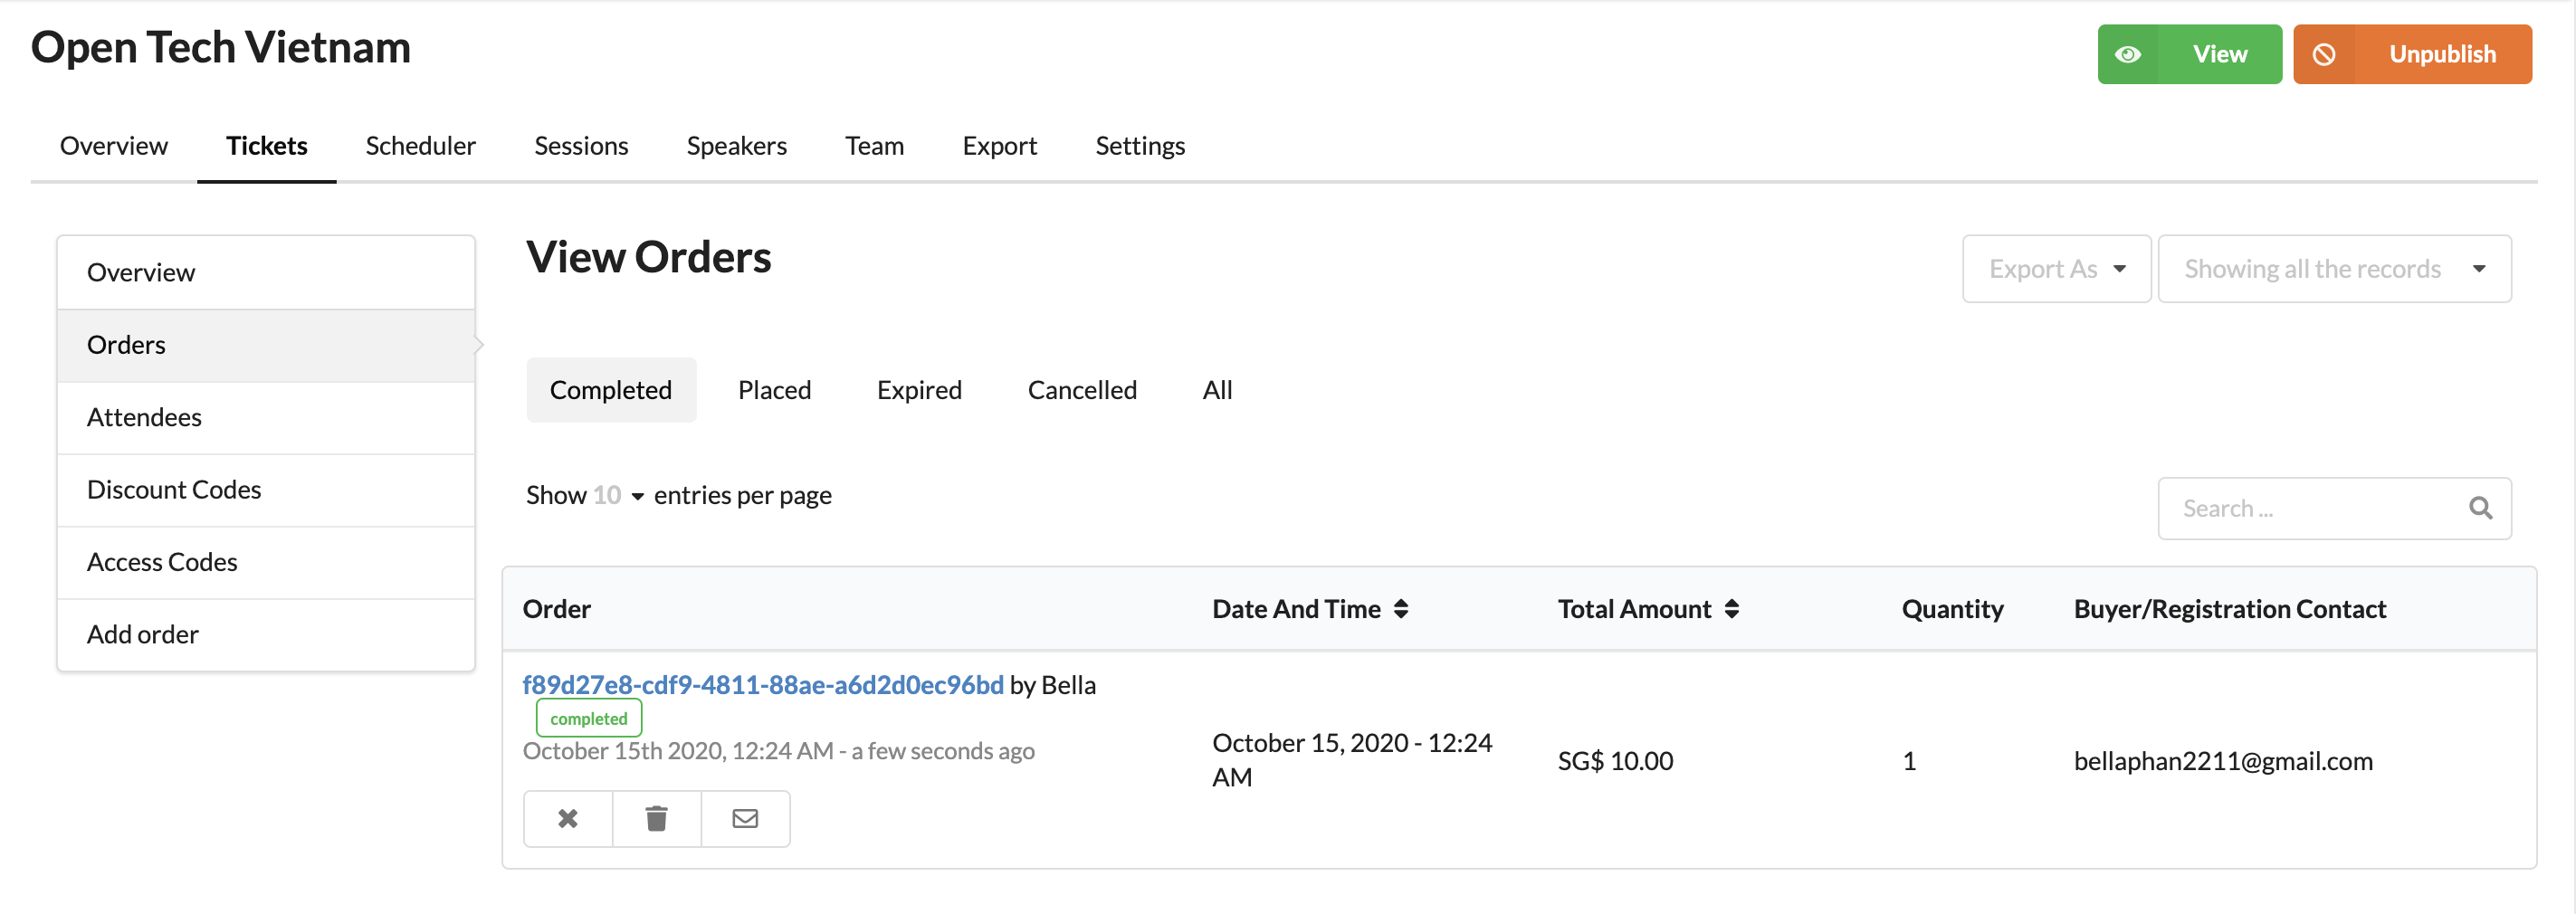 Open Tech Vietnam
View
Unpublish
Overview
Tickets
Scheduler
Sessions
Speakers
Team
Export
Settings
Overview
Orders
Attendees
Discount Codes
Access Codes
Add order
View Orders
Export As
Showing all the records
Completed
Placed
Expired
Cancelled
All
Show 10 entries per page
Search ...
Order
Date And Time
Total Amount
Quantity
Buyer/Registration Contact
f89d27e8-cdf9-4811-88ae-a6d2d0ec96bd by Bella
completed
October 15th 2020, 12:24 AM - a few seconds ago
October 15, 2020 - 12:24
AM
SG$ 10.00
1
bellaphan2211@gmail.com